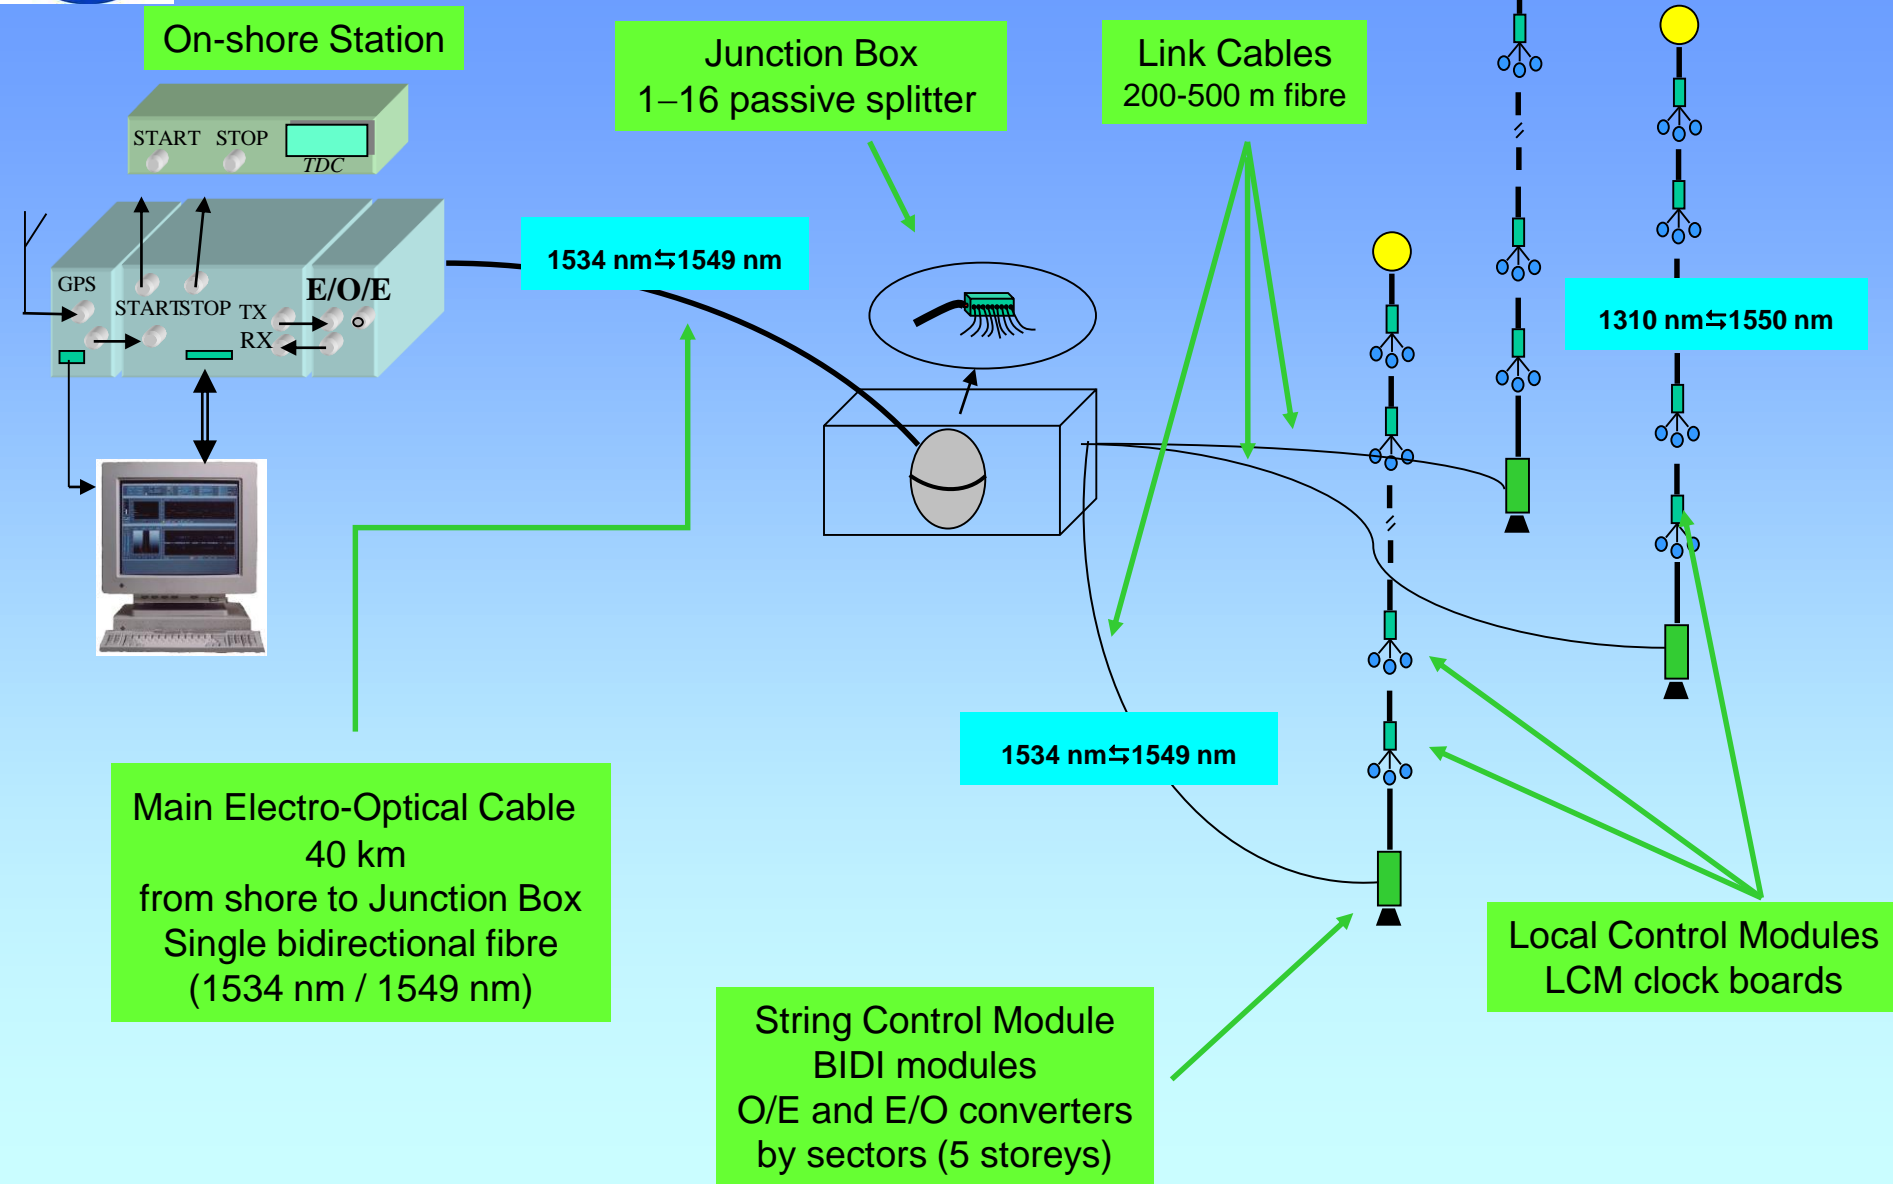 On-shore Station
START STOP
TDC
GPS
START
STOP
TX
RX
E/O/E
1534 nm⇆1549 nm
Junction Box
1–16 passive splitter
Link Cables
200-500 m fibre
1310 nm⇆1550 nm
1534 nm⇆1549 nm
Main Electro-Optical Cable
40 km
from shore to Junction Box
Single bidirectional fibre
(1534 nm / 1549 nm)
String Control Module
BIDI modules
O/E and E/O converters
by sectors (5 storeys)
Local Control Modules
LCM clock boards